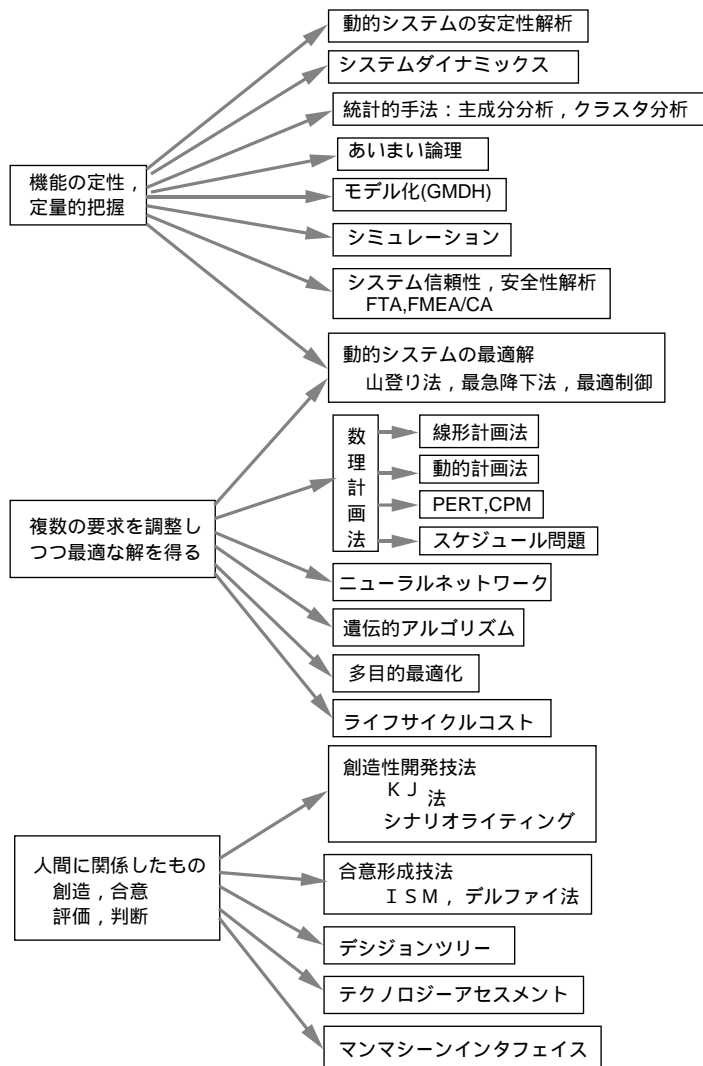 動的システムの安定性解析
システムダイナミックス
統計的手法：主成分分析，クラスタ分析
あいまい論理
機能の定性，
定量的把握
モデル化(GMDH)
シミュレーション
システム信頼性，安全性解析
FTA,FMEA/CA
動的システムの最適解
山登り法，最急降下法，最適制御
複数の要求を調整し
つつ最適な解を得る
数理計画法
線形計画法
動的計画法
PERT,CPM
スケジュール問題
ニューラルネットワーク
遺伝的アルゴリズム
多目的最適化
ライフサイクルコスト
人間に関係したもの
創造，合意
評価，判断
創造性開発技法
ＫＪ法
シナリオライティング
合意形成技法
ＩＳＭ，デルファイ法
デシジョンツリー
テクノロジーアセスメント
マンマシーンインタフェイス